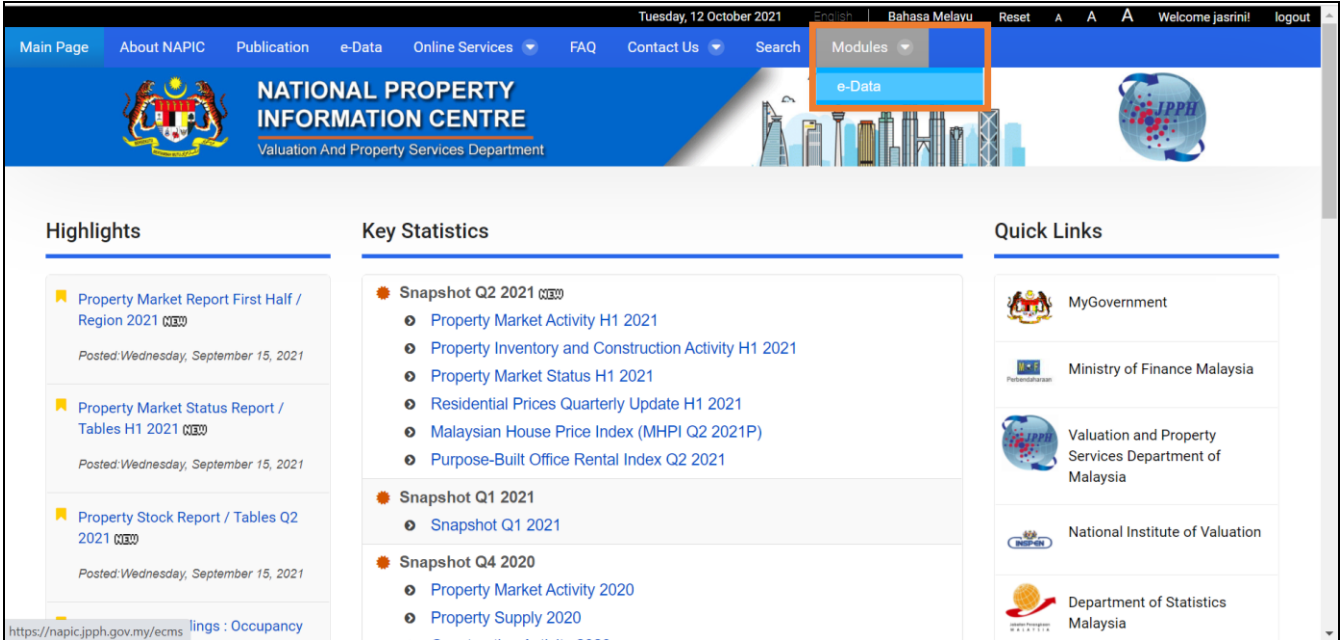 Tuesday, 12 October 2021 English Bahasa Melayu Reset A A A Welcome jasrini! logout
Main Page About NAPIC Publication e-Data Online Services FAQ Contact Us Search Modules
e-Data
NATIONAL PROPERTY
INFORMATION CENTRE
Valuation And Property Services Department
JPPH
Highlights
Property Market Report First Half /
Region 2021 NEW
Posted:Wednesday, September 15, 2021
Property Market Status Report /
Tables H1 2021 NEW
Posted:Wednesday, September 15, 2021
Property Stock Report / Tables Q2
2021 NEW
Posted:Wednesday, September 15, 2021
lings : Occupancy
Key Statistics
Snapshot Q2 2021 NEW
Property Market Activity H1 2021
Property Inventory and Construction Activity H1 2021
Property Market Status H1 2021
Residential Prices Quarterly Update H1 2021
Malaysian House Price Index (MHPI Q2 2021P)
Purpose-Built Office Rental Index Q2 2021
Snapshot Q1 2021
Snapshot Q1 2021
Snapshot Q4 2020
Property Market Activity 2020
Property Supply 2020
Quick Links
MyGovernment
Perbendaharaan
Ministry of Finance Malaysia
JPPH
Valuation and Property
Services Department of
Malaysia
INSPEN
National Institute of Valuation
Department of Statistics
Malaysia
https://napic.jpph.gov.my/ecms